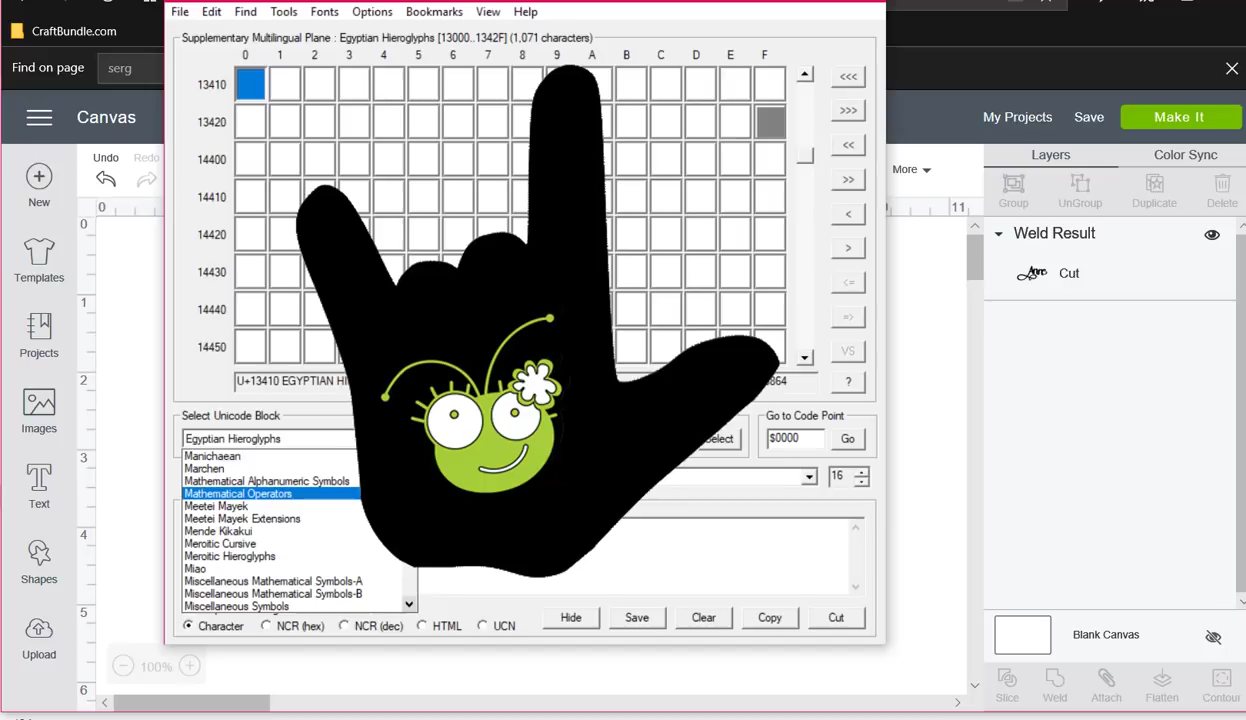 CraftBundle.com
Find on page
serg
Canvas
My Projects
Save
Make It
File Edit Find Tools Fonts Options Bookmarks View Help
Supplementary Multilingual Plane : Egyptian Hieroglyphs [13000..1342F] (1,071 characters)
0 1 2 3 4 5 6 7 8 9 A B C D E F
13410
13420
14400
14410
14420
14430
14440
14450
<<<
>>>
<<
>>
<
>
<=
=>
VS
?
U+13410 EGYPTIAN HI
864
Select Unicode Block
Egyptian Hieroglyphs
Manichaean
Marchen
Mathematical Alphanumeric Symbols
Mathematical Operators
Meetei Mayek
Meetei Mayek Extensions
Mende Kikakui
Meroitic Cursive
Meroitic Hieroglyphs
Miao
Miscellaneous Mathematical Symbols-A
Miscellaneous Mathematical Symbols-B
Miscellaneous Symbols
elect
Go to Code Point
$0000
Go
16
Character NCR (hex) NCR (dec) HTML UCN
Hide Save Clear Copy Cut
Undo Redo
More
0
11
0
1
2
3
4
5
6
100%
New
Templates
Projects
Images
Text
Shapes
Upload
Layers Color Sync
Group UnGroup Duplicate Delete
Weld Result
Anne Cut
Blank Canvas
Slice Weld Attach Flatten Contour